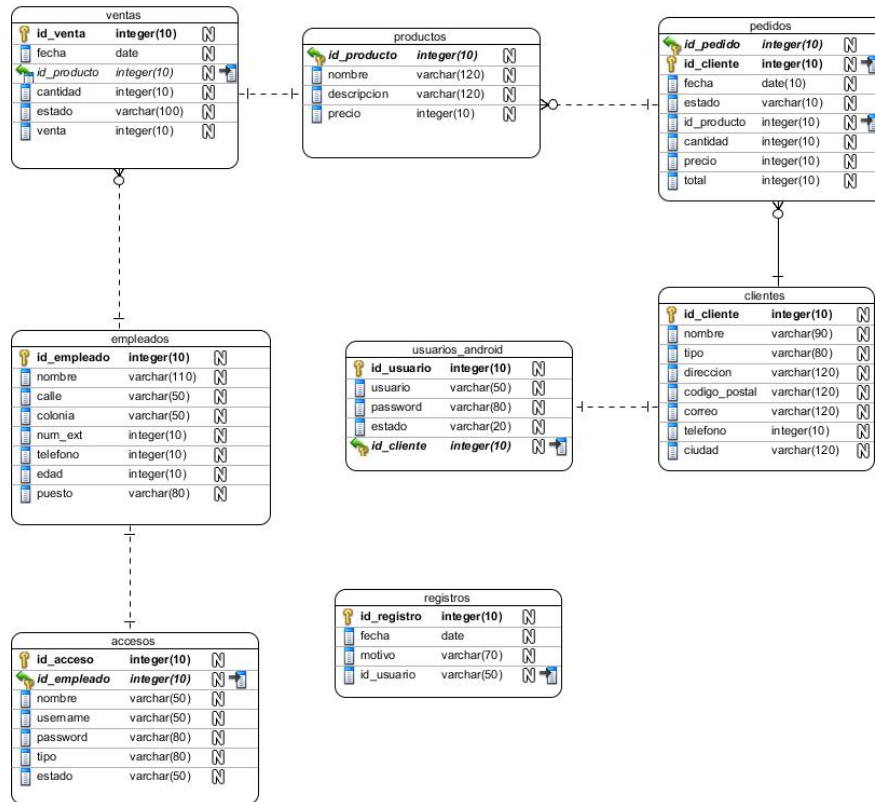 ventas
id_venta integer(10) N
fecha date N
id_producto integer(10) N
cantidad integer(10) N
estado varchar(100) N
venta integer(10) N
productos
id_producto integer(10) N
nombre varchar(120) N
descripcion varchar(120) N
precio integer(10) N
pedidos
id_pedido integer(10) N
id_cliente integer(10) N
fecha date(10) N
estado varchar(10) N
id_producto integer(10) N
cantidad integer(10) N
precio integer(10) N
total integer(10) N
empleados
id_empleado integer(10) N
nombre varchar(110) N
calle varchar(50) N
colonia varchar(50) N
num_ext integer(10) N
telefono integer(10) N
edad integer(10) N
puesto varchar(80) N
usuarios_android
id_usuario integer(10) N
usuario varchar(50) N
password varchar(80) N
estado varchar(20) N
id_cliente integer(10) N
clientes
id_cliente integer(10) N
nombre varchar(90) N
tipo varchar(80) N
direccion varchar(120) N
codigo_postal varchar(120) N
correo varchar(120) N
telefono integer(10) N
ciudad varchar(120) N
accesos
id_acceso integer(10) N
id_empleado integer(10) N
nombre varchar(50) N
username varchar(50) N
password varchar(80) N
tipo varchar(80) N
estado varchar(50) N
registros
id_registro integer(10) N
fecha date N
motivo varchar(70) N
id_usuario varchar(50) N